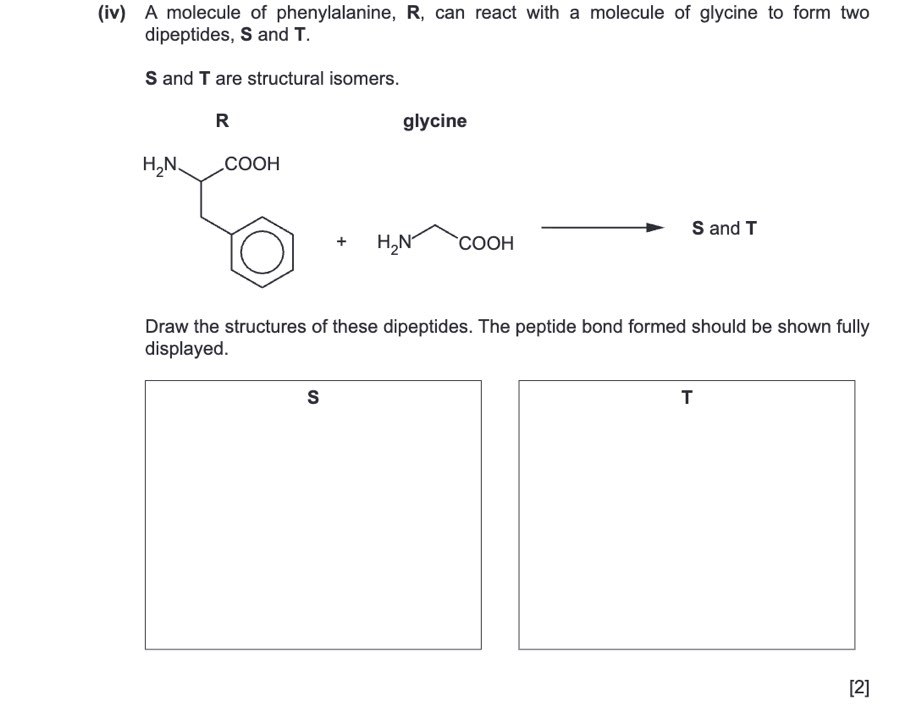 (iv) A molecule of phenylalanine, R, can react with a molecule of glycine to form two
dipeptides, S and T.
S and T are structural isomers.
R glycine
H₂N COOH
+ H₂N COOH S and T
Draw the structures of these dipeptides. The peptide bond formed should be shown fully
displayed.
S T
[2]